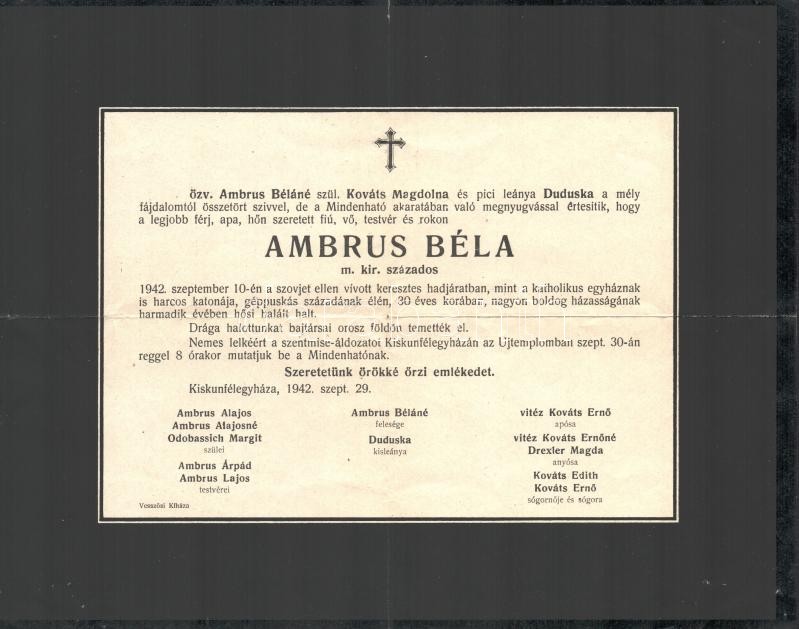 özv. Ambrus Béláné szül. Kováts Magdolna és pici leánya Duduska a mély
fájdalomtól összetört szivvel, de a Mindenható akaratában való megnyugvással értesitik, hogy
a legjobb férj, apa, hőn szeretett fiú, vő, testvér és rokon
AMBRUS BÉLA
m. kir. százados
1942. szeptember 10-én a szovjet ellen vívott keresztes hadjáratban, mint a katholikus egyháznak
is harcos katonája, géppuskás századának élén, 30 éves korában, nagyon boldog házasságának
harmadik évében hősi halált halt.
Drága halottunkat bajtársai orosz földön temették el.
Nemes lelkéért a szentmise-áldozatot Kiskunfélegyházán az Ujtemplomban szept. 30-án
reggel 8 órakor mutatjuk be a Mindenhatónak.
Szeretetünk örökké őrzi emlékedet.
Kiskunfélegyháza, 1942. szept. 29.
Ambrus Alajos
Ambrus Alajosné
Odobassich Margit
szülei
Ambrus Árpád
Ambrus Lajos
testvérei
Ambrus Béláné
felesége
Duduska
kisleánya
vitéz Kováts Ernő
apósa
vitéz Kováts Ernőné
Drexler Magda
anyósa
Kováts Edith
Kováts Ernő
sógornője és sógora
Vesszősi Kfháza